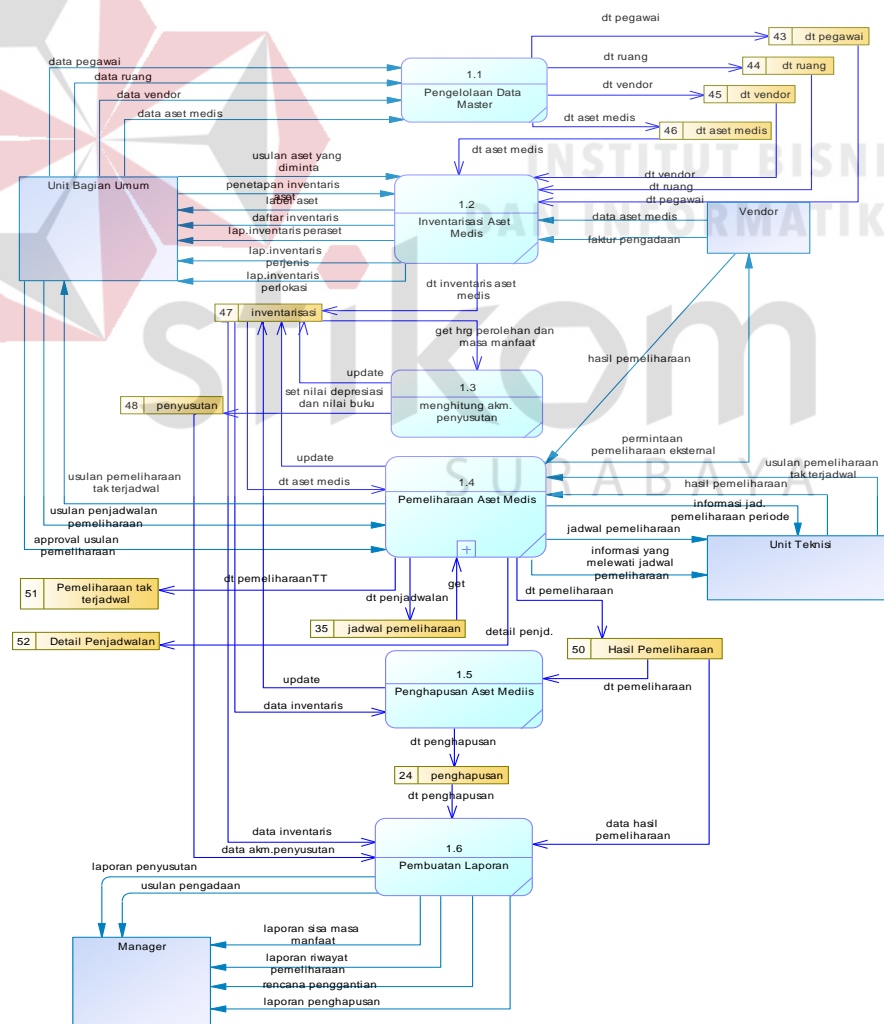 dt pegawai
43 dt pegawai
data pegawai
data ruang
data vendor
data aset medis
1.1
Pengelolaan Data
Master
dt ruang
44 dt ruang
dt vendor
45 dt vendor
dt aset medis
46 dt aset medis
dt aset medis
INSTITUT BISNI
DAN INFORMATIK
Unit Bagian Umum
usulan aset yang
diminta
penetapan inventaris
aset
label aset
daftar inventaris
lap.inventaris peraset
lap.inventaris
perjenis
lap.inventaris
perlokasi
1.2
Inventarisasi Aset
Medis
dt vendor
dt ruang
dt pegawai
data aset medis
faktur pengadaan
Vendor
dt inventaris aset
medis
47 inventarisasi
stikom
SURABAYA
get hrg perolehan dan
masa manfaat
hasil pemeliharaan
update
set nilai depresiasi
dan nilai buku
1.3
menghitung akm.
penyusutan
48 penyusutan
permintaan
pemeliharaan eksternal
update
dt aset medis
usulan pemeliharaan
tak terjadwal
usulan penjadwalan
pemeliharaan
approval usulan
pemeliharaan
1.4
Pemeliharaan Aset Medis
+
usulan pemeliharaan
tak terjadwal
hasil pemeliharaan
informasi jad.
pemeliharaan periode
jadwal pemeliharaan
informasi yang
melewati jadwal
pemeliharaan
Unit Teknisi
51 Pemeliharaan tak
terjadwal
dt pemeliharaanTT
dt penjadwalan
get
dt pemeliharaan
35 jadwal pemeliharaan
detail penjd.
52 Detail Penjadwalan
50 Hasil Pemeliharaan
dt pemeliharaan
update
data inventaris
1.5
Penghapusan Aset Mediis
dt penghapusan
24 penghapusan
dt penghapusan
data inventaris
data akm.penyusutan
data hasil
pemeliharaan
1.6
Pembuatan Laporan
laporan penyusutan
usulan pengadaan
Manager
laporan sisa masa
manfaat
laporan riwayat
pemeliharaan
rencana penggantian
laporan penghapusan